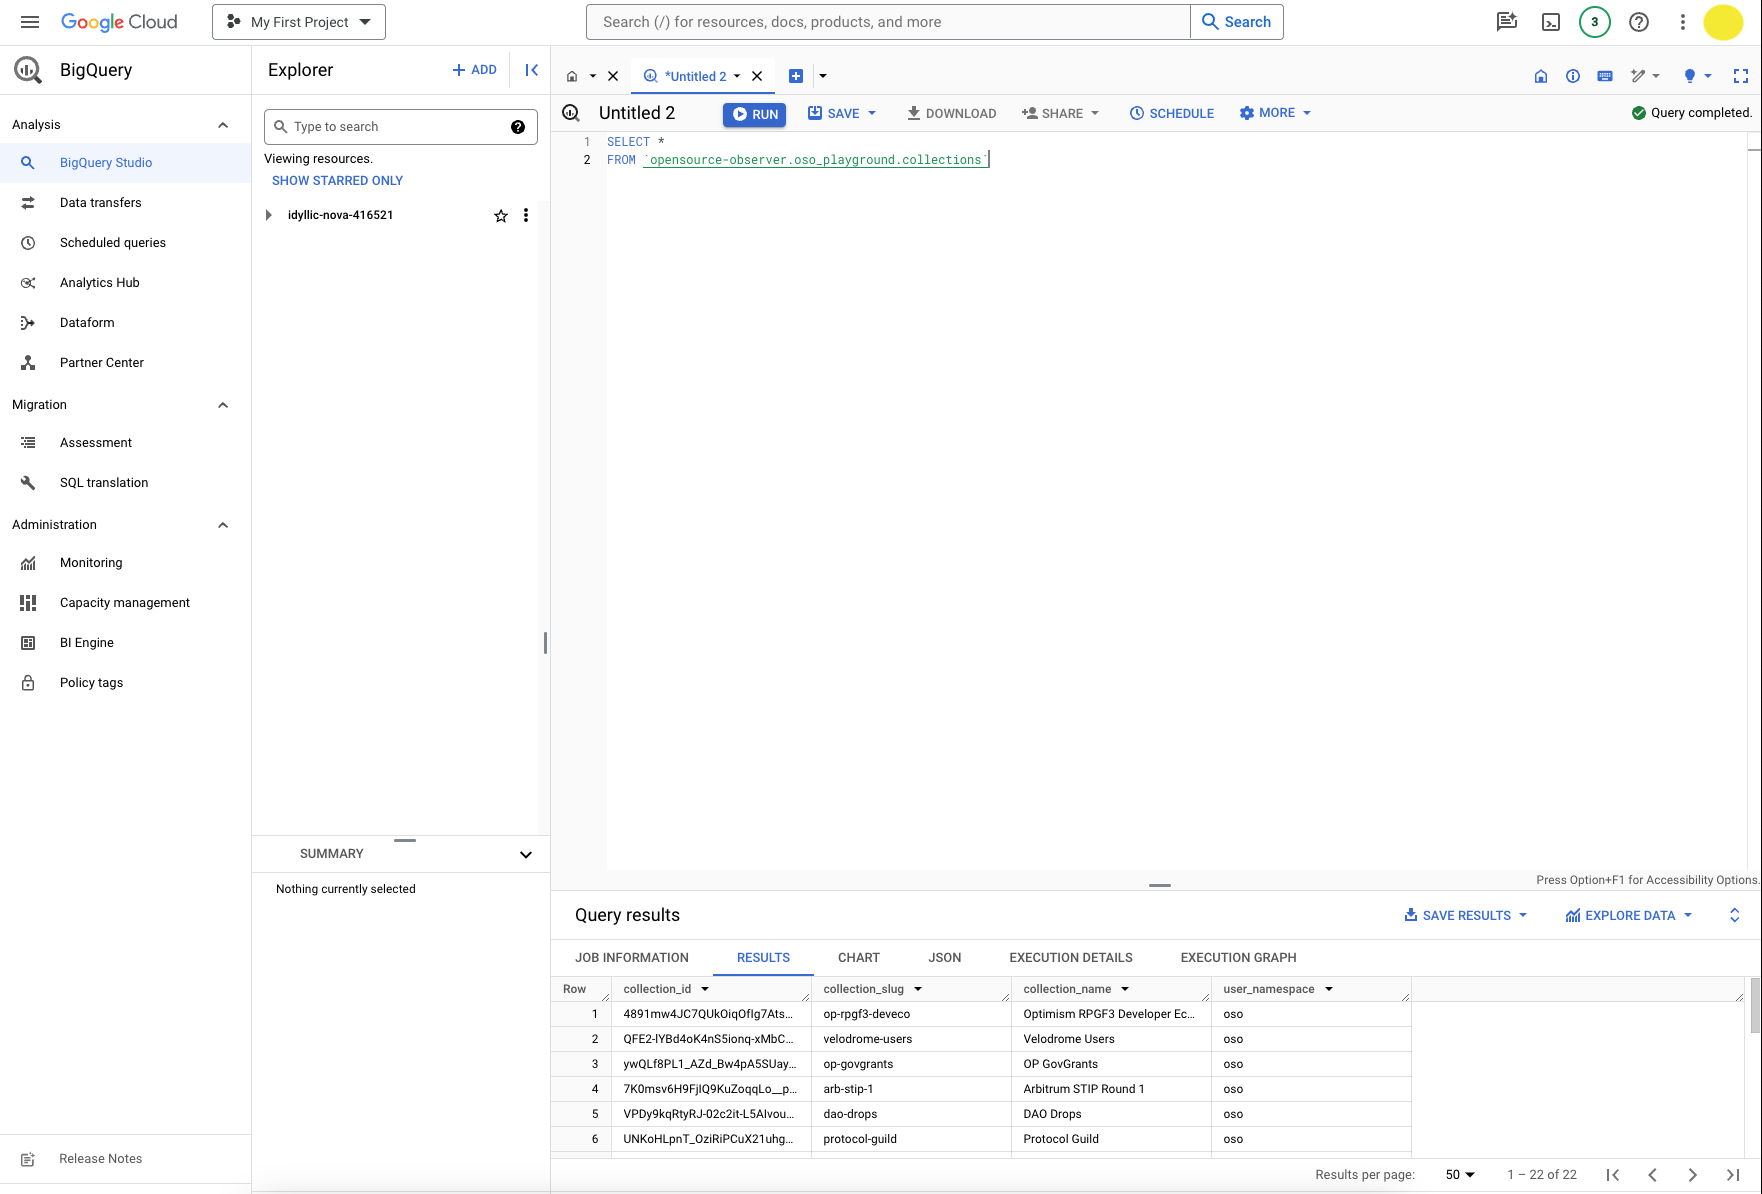 Google Cloud
My First Project
Search (/) for resources, docs, products, and more
Search
3
BigQuery
Analysis
BigQuery Studio
Data transfers
Scheduled queries
Analytics Hub
Dataform
Partner Center
Migration
Assessment
SQL translation
Administration
Monitoring
Capacity management
BI Engine
Policy tags
Release Notes
Explorer
+ ADD
Type to search
Viewing resources.
SHOW STARRED ONLY
idyllic-nova-416521
SUMMARY
Nothing currently selected
*Untitled 2
Untitled 2
RUN
SAVE
DOWNLOAD
SHARE
SCHEDULE
MORE
Query completed.
1 SELECT *
2 FROM `opensource-observer.oso_playground.collections`
Press Option+F1 for Accessibility Options.
Query results
SAVE RESULTS
EXPLORE DATA
JOB INFORMATION RESULTS CHART JSON EXECUTION DETAILS EXECUTION GRAPH
Row collection_id collection_slug collection_name user_namespace
1 4891mw4JC7QUkOiqOflg7Ats... op-rpgf3-deveco Optimism RPGF3 Developer Ec... oso
2 QFE2-lYBd4oK4nS5ionq-xMbC... velodrome-users Velodrome Users oso
3 ywQLf8PL1_AZd_Bw4pA5SUay... op-govgrants OP GovGrants oso
4 7K0msv6H9FjIQ9KuZoqqLo__p... arb-stip-1 Arbitrum STIP Round 1 oso
5 VPDy9kqRtyRJ-02c2it-L5AIvou... dao-drops DAO Drops oso
6 UNKoHLpnT_OziRiPCuX21uhg... protocol-guild Protocol Guild oso
Results per page: 50 1 – 22 of 22